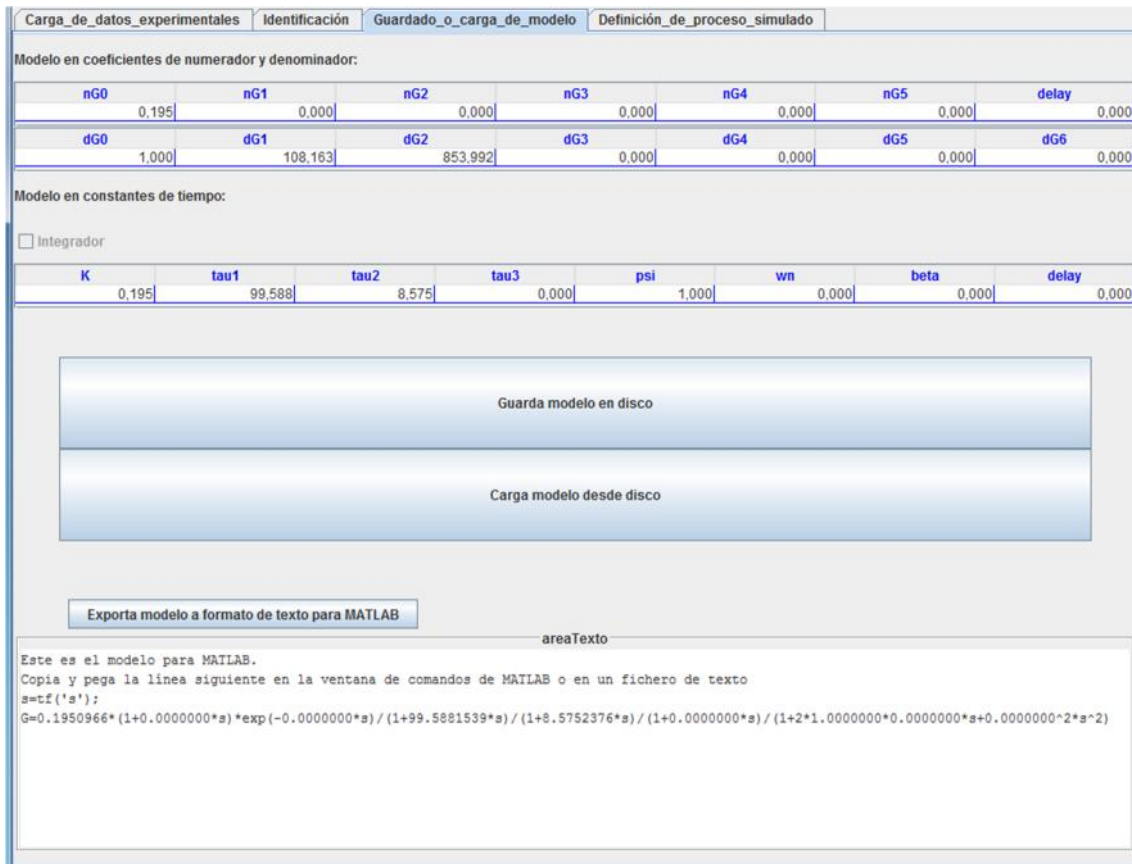 Carga_de_datos_experimentales Identificación Guardado_o_carga_de_modelo Definición_de_proceso_simulado
Modelo en coeficientes de numerador y denominador:
nG0 nG1 nG2 nG3 nG4 nG5 delay
0,195 0,000 0,000 0,000 0,000 0,000 0,000
dG0 dG1 dG2 dG3 dG4 dG5 dG6
1,000 108,163 853,992 0,000 0,000 0,000 0,000
Modelo en constantes de tiempo:
Integrador
K tau1 tau2 tau3 psi wn beta delay
0,195 99,588 8,575 0,000 1,000 0,000 0,000 0,000
Guarda modelo en disco
Carga modelo desde disco
Exporta modelo a formato de texto para MATLAB
areaTexto
Este es el modelo para MATLAB.
Copia y pega la línea siguiente en la ventana de comandos de MATLAB o en un fichero de texto
s=tf('s');
G=0.1950966*(1+0.0000000*s)*exp(-0.0000000*s)/(1+99.5881539*s)/(1+8.5752376*s)/(1+0.0000000*s)/(1+2*1.0000000*0.0000000*s+0.0000000^2*s^2)